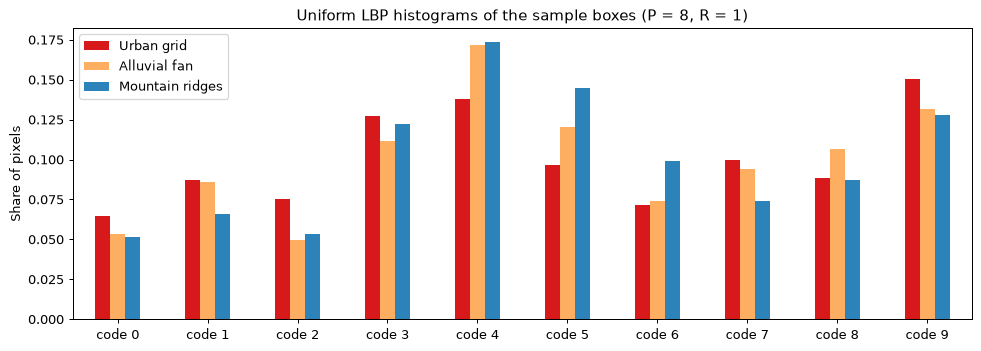 Uniform LBP histograms of the sample boxes (P = 8, R = 1)
Urban grid
Alluvial fan
Mountain ridges
Share of pixels
0.175
0.150
0.125
0.100
0.075
0.050
0.025
0.000
code 0 code 1 code 2 code 3 code 4 code 5 code 6 code 7 code 8 code 9